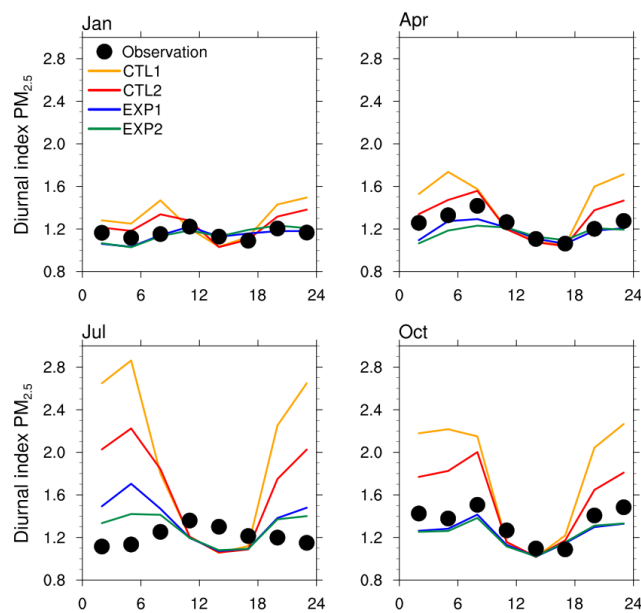 Jan
Apr
Diurnal index PM2.5
2.8
2.4
2.0
1.6
1.2
0.8
Observation
CTL1
CTL2
EXP1
EXP2
0 6 12 18 24
2.8
2.4
2.0
1.6
1.2
0.8
0 6 12 18 24
Jul
Oct
Diurnal index PM2.5
2.8
2.4
2.0
1.6
1.2
0.8
0 6 12 18 24
2.8
2.4
2.0
1.6
1.2
0.8
0 6 12 18 24